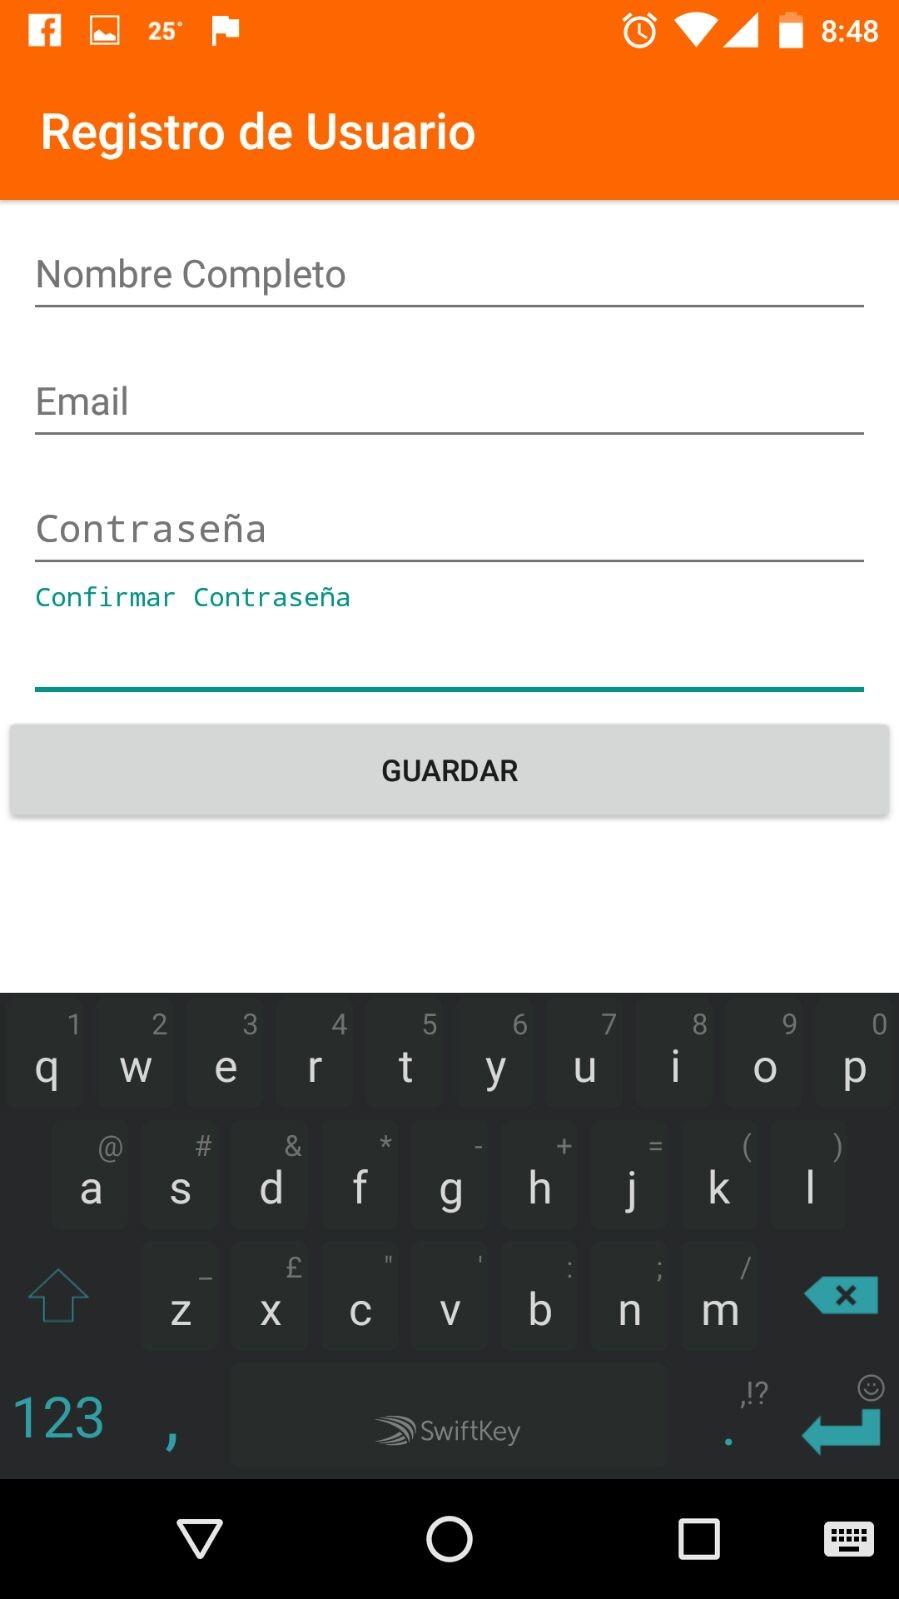 25° 8:48
Registro de Usuario
Nombre Completo
Email
Contraseña
Confirmar Contraseña
GUARDAR
1 2 3 4 5 6 7 8 9 0
q w e r t y u i o p
@ # & * - + = ( )
a s d f g h j k l
_ £ " ' : ; /
z x c v b n m
,!?
123 , SwiftKey .